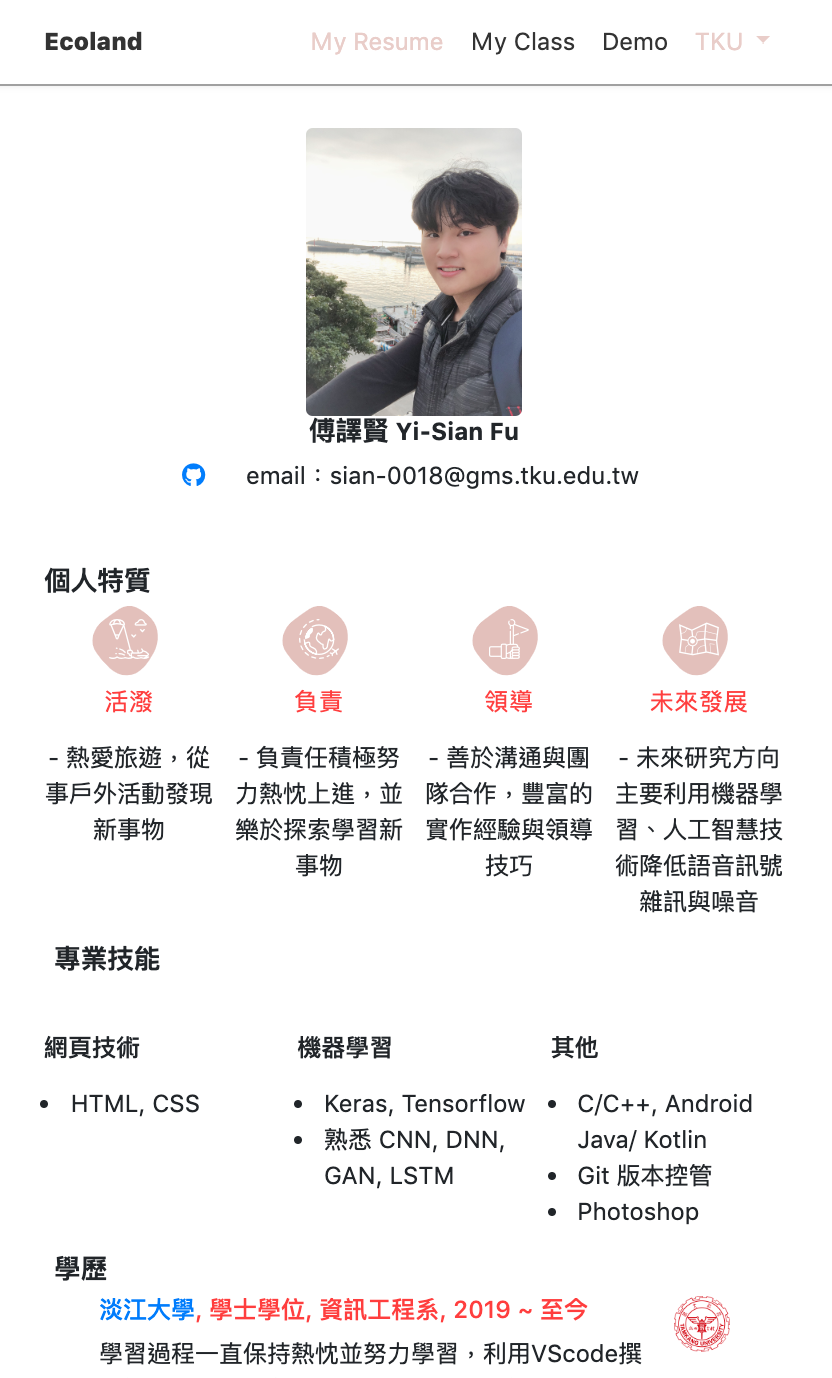 Ecoland My Resume My Class Demo TKU
傅譯賢 Yi-Sian Fu
email：sian-0018@gms.tku.edu.tw
個人特質
活潑
- 熱愛旅遊，從
事戶外活動發現
新事物
負責
- 負責任積極努
力熱忱上進，並
樂於探索學習新
事物
領導
- 善於溝通與團
隊合作，豐富的
實作經驗與領導
技巧
未來發展
- 未來研究方向
主要利用機器學
習、人工智慧技
術降低語音訊號
雜訊與噪音
專業技能
網頁技術
• HTML, CSS
機器學習
• Keras, Tensorflow
• 熟悉 CNN, DNN,
GAN, LSTM
其他
• C/C++, Android
Java/ Kotlin
• Git 版本控管
• Photoshop
學歷
淡江大學, 學士學位, 資訊工程系, 2019 ~ 至今
學習過程一直保持熱忱並努力學習，利用VScode撰
TAMKANG UNIVERSITY